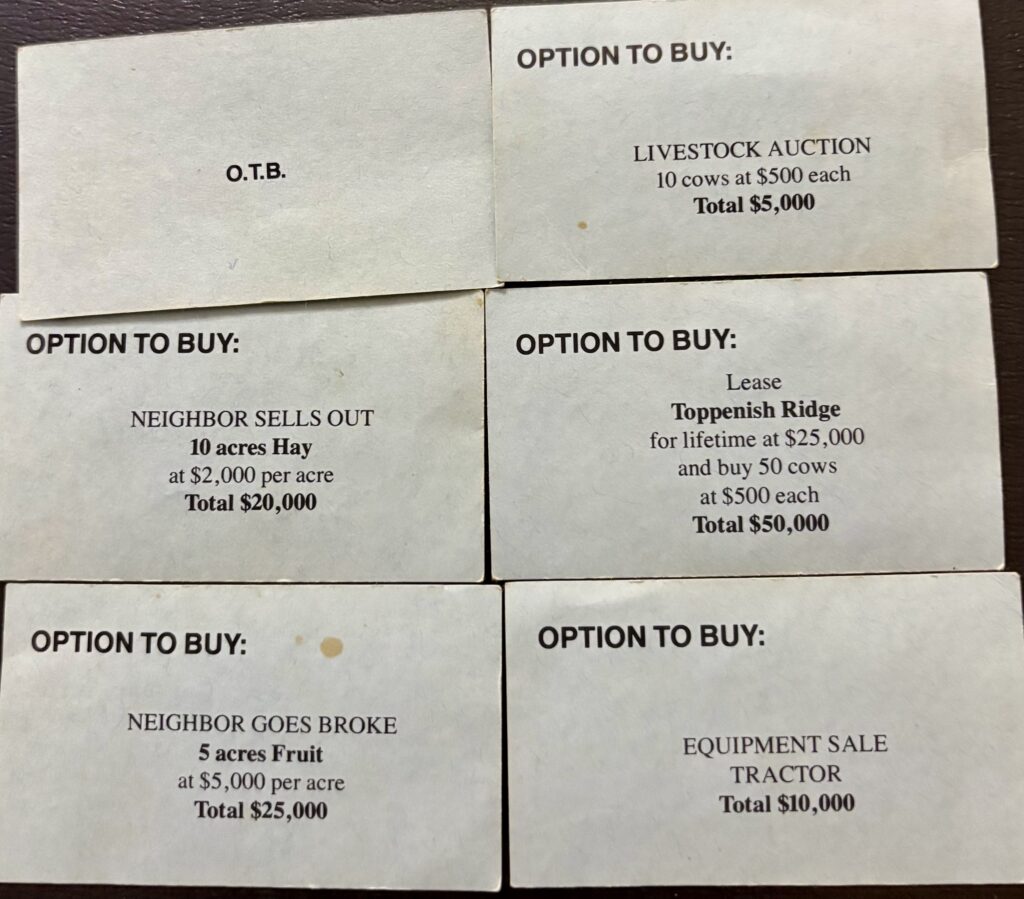 O.T.B.
OPTION TO BUY:
LIVESTOCK AUCTION
10 cows at $500 each
Total $5,000
OPTION TO BUY:
NEIGHBOR SELLS OUT
10 acres Hay
at $2,000 per acre
Total $20,000
OPTION TO BUY:
Lease
Toppenish Ridge
for lifetime at $25,000
and buy 50 cows
at $500 each
Total $50,000
OPTION TO BUY:
NEIGHBOR GOES BROKE
5 acres Fruit
at $5,000 per acre
Total $25,000
OPTION TO BUY:
EQUIPMENT SALE
TRACTOR
Total $10,000